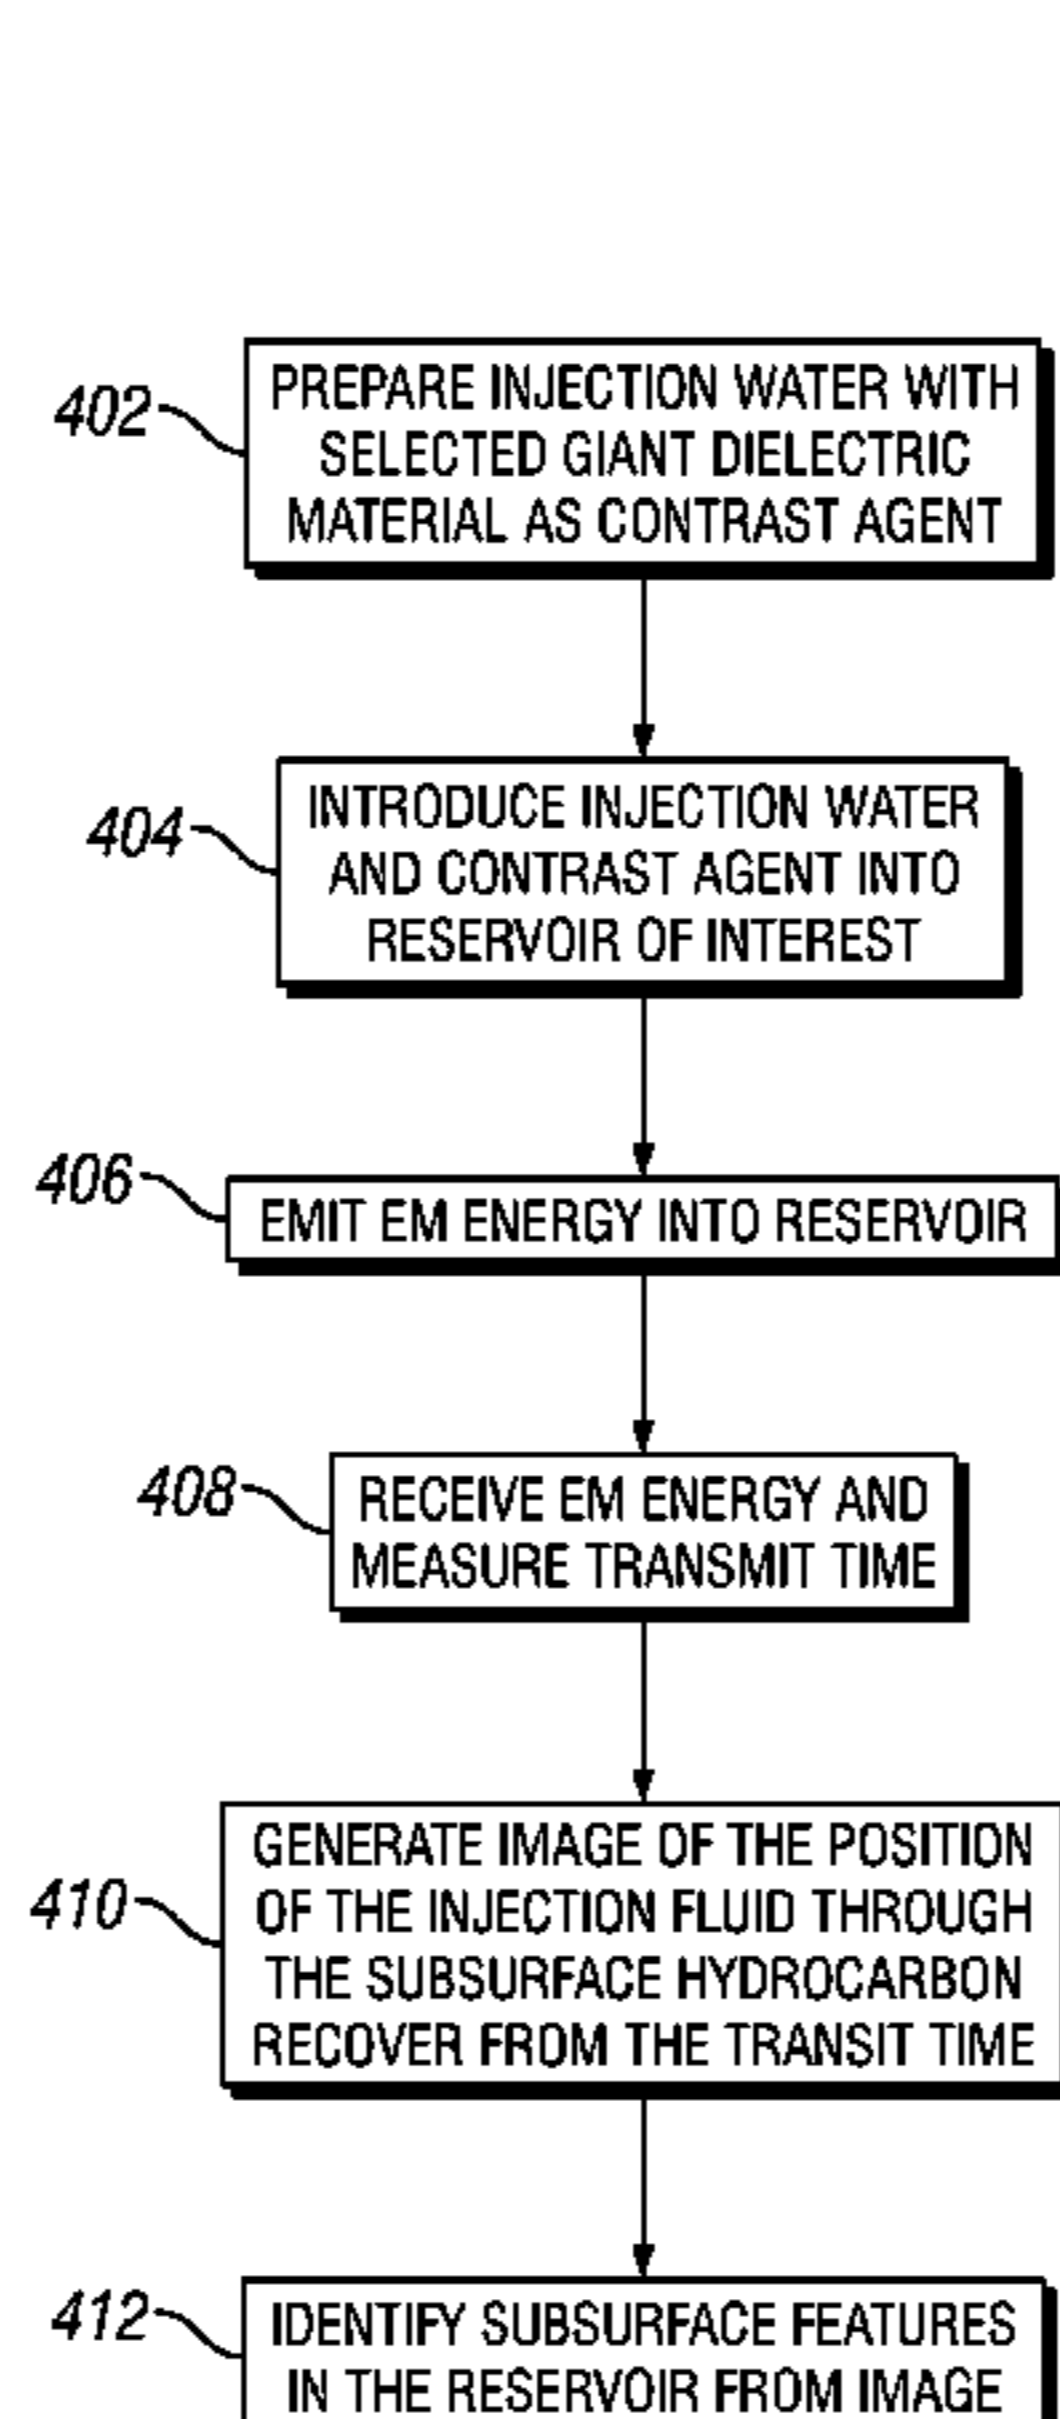 402
PREPARE INJECTION WATER WITH
SELECTED GIANT DIELECTRIC
MATERIAL AS CONTRAST AGENT
404
INTRODUCE INJECTION WATER
AND CONTRAST AGENT INTO
RESERVOIR OF INTEREST
406
EMIT EM ENERGY INTO RESERVOIR
408
RECEIVE EM ENERGY AND
MEASURE TRANSMIT TIME
410
GENERATE IMAGE OF THE POSITION
OF THE INJECTION FLUID THROUGH
THE SUBSURFACE HYDROCARBON
RECOVER FROM THE TRANSIT TIME
412
IDENTIFY SUBSURFACE FEATURES
IN THE RESERVOIR FROM IMAGE